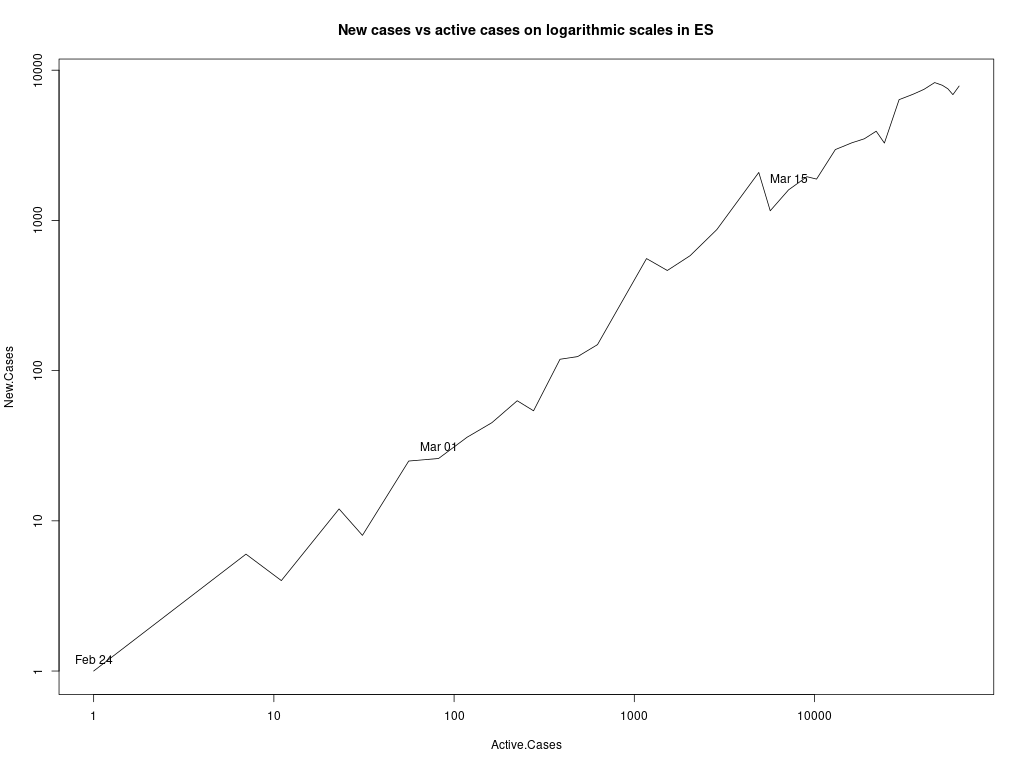 New cases vs active cases on logarithmic scales in ES
10000
1000
100
10
1
New.Cases
Mar 15
Mar 01
Feb 24
1 10 100 1000 10000
Active.Cases